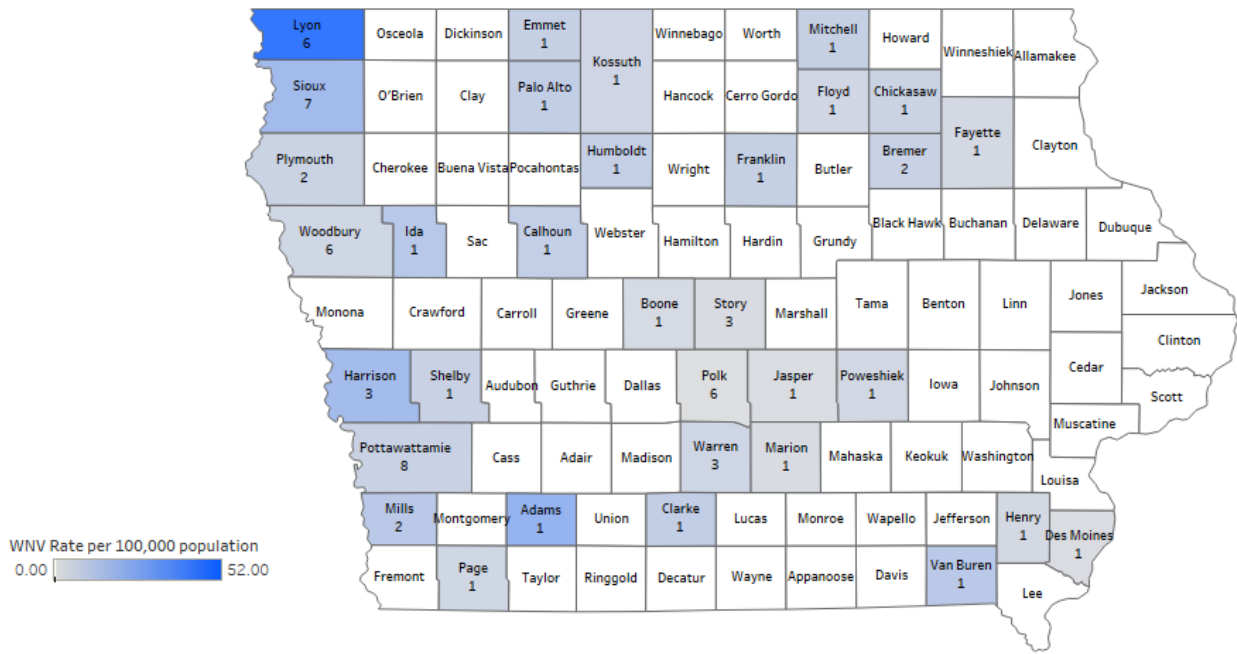 Lyon
6
Osceola
Dickinson
Emmet
1
Kossuth
1
Winnebago
Worth
Mitchell
1
Howard
Winneshiek
Allamakee
Sioux
7
O'Brien
Clay
Palo Alto
1
Hancock
Cerro Gordo
Floyd
1
Chickasaw
1
Fayette
1
Clayton
Plymouth
2
Cherokee
Buena Vista
Pocahontas
Humboldt
1
Wright
Franklin
1
Butler
Bremer
2
Woodbury
6
Ida
1
Sac
Calhoun
1
Webster
Hamilton
Hardin
Grundy
Black Hawk
Buchanan
Delaware
Dubuque
Monona
Crawford
Carroll
Greene
Boone
1
Story
3
Marshall
Tama
Benton
Linn
Jones
Jackson
Clinton
Harrison
3
Shelby
1
Audubon
Guthrie
Dallas
Polk
6
Jasper
1
Poweshiek
1
Iowa
Johnson
Cedar
Scott
Muscatine
Pottawattamie
8
Cass
Adair
Madison
Warren
3
Marion
1
Mahaska
Keokuk
Washington
Louisa
Mills
2
Montgomery
Adams
1
Union
Clarke
1
Lucas
Monroe
Wapello
Jefferson
Henry
1
Des Moines
1
Fremont
Page
1
Taylor
Ringgold
Decatur
Wayne
Appanoose
Davis
Van Buren
1
Lee
WNV Rate per 100,000 population
0.00 52.00